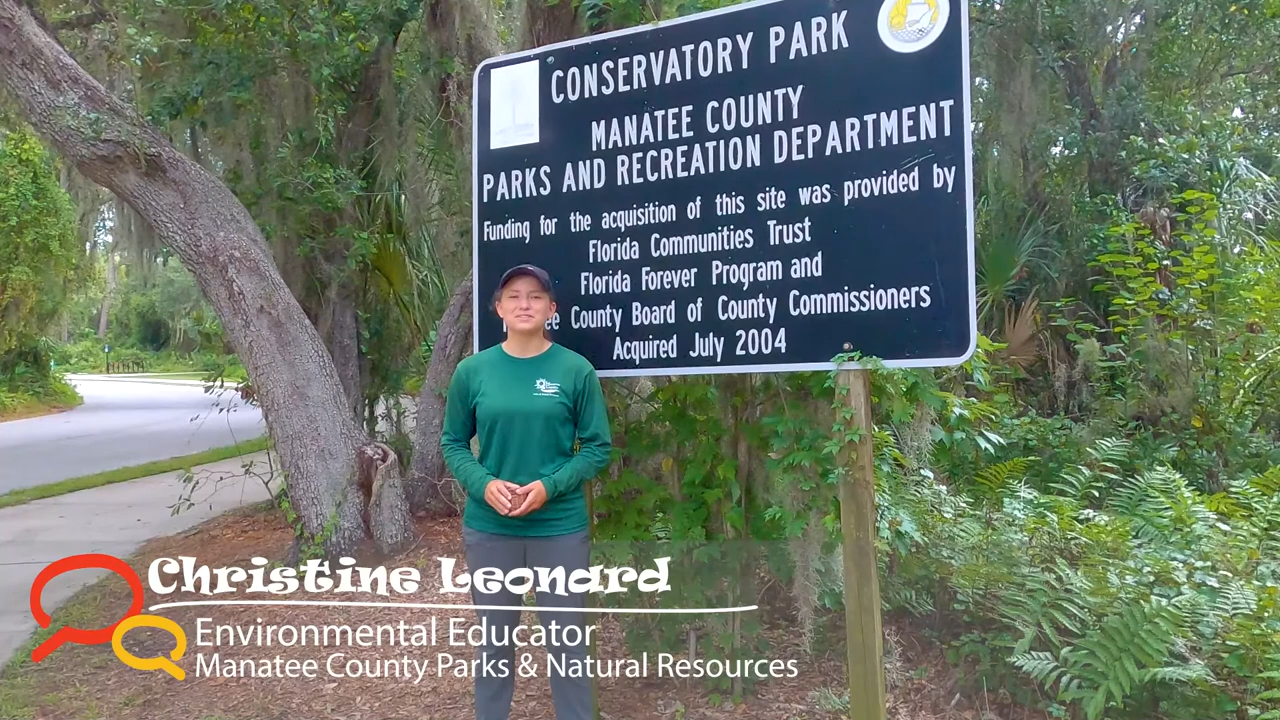 CONSERVATORY PARK
MANATEE COUNTY
PARKS AND RECREATION DEPARTMENT
Funding for the acquisition of this site was provided by
Florida Communities Trust
Florida Forever Program and
County Board of County Commissioners
Acquired July 2004
Christine Leonard
Environmental Educator
Manatee County Parks & Natural Resources